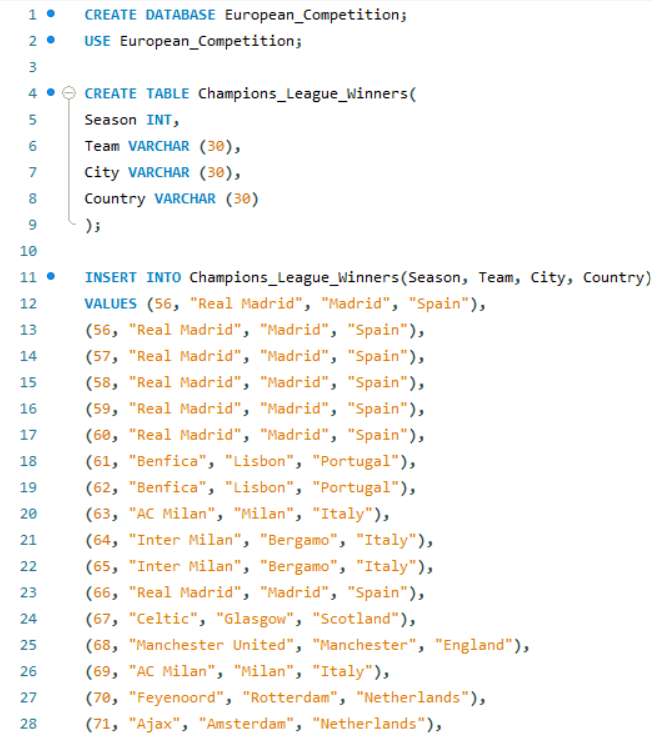 1 CREATE DATABASE European_Competition;
2 USE European_Competition;
3
4 CREATE TABLE Champions_League_Winners(
5 Season INT,
6 Team VARCHAR (30),
7 City VARCHAR (30),
8 Country VARCHAR (30)
9 );
10
11 INSERT INTO Champions_League_Winners(Season, Team, City, Country)
12 VALUES (56, "Real Madrid", "Madrid", "Spain"),
13 (56, "Real Madrid", "Madrid", "Spain"),
14 (57, "Real Madrid", "Madrid", "Spain"),
15 (58, "Real Madrid", "Madrid", "Spain"),
16 (59, "Real Madrid", "Madrid", "Spain"),
17 (60, "Real Madrid", "Madrid", "Spain"),
18 (61, "Benfica", "Lisbon", "Portugal"),
19 (62, "Benfica", "Lisbon", "Portugal"),
20 (63, "AC Milan", "Milan", "Italy"),
21 (64, "Inter Milan", "Bergamo", "Italy"),
22 (65, "Inter Milan", "Bergamo", "Italy"),
23 (66, "Real Madrid", "Madrid", "Spain"),
24 (67, "Celtic", "Glasgow", "Scotland"),
25 (68, "Manchester United", "Manchester", "England"),
26 (69, "AC Milan", "Milan", "Italy"),
27 (70, "Feyenoord", "Rotterdam", "Netherlands"),
28 (71, "Ajax", "Amsterdam", "Netherlands"),